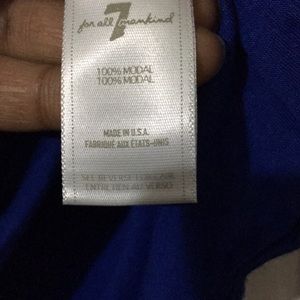 7
for all mankind
100% MODAL
100% MODAL
MADE IN U.S.A.
FABRIQUÉ AUX ÉTATS-UNIS
SEE REVERSE FOR CARE
ENTRETIEN AU VERSO